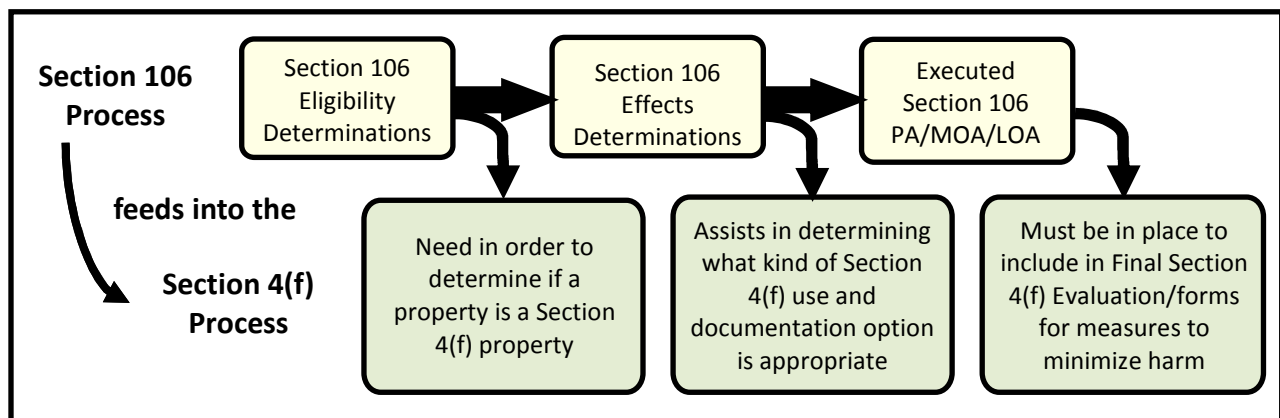 Section 106
Process
feeds into the
Section 4(f)
Process
Section 106
Eligibility
Determinations
Section 106
Effects
Determinations
Executed
Section 106
PA/MOA/LOA
Need in order to
determine if a
property is a Section
4(f) property
Assists in determining
what kind of Section
4(f) use and
documentation option
is appropriate
Must be in place to
include in Final Section
4(f) Evaluation/forms
for measures to
minimize harm